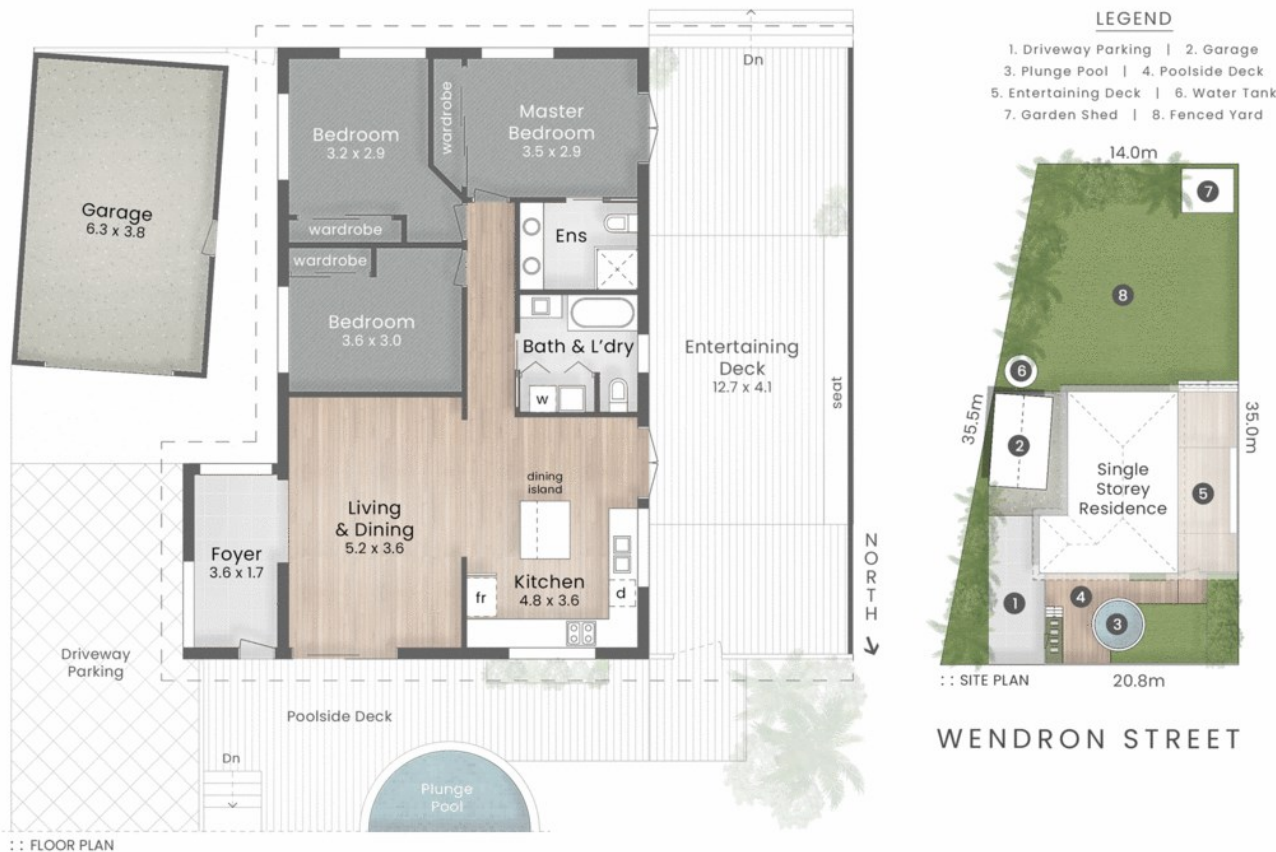 Garage
6.3 x 3.8
Bedroom
3.2 x 2.9
wardrobe
wardrobe
Master
Bedroom
3.5 x 2.9
wardrobe
Bedroom
3.6 x 3.0
Ens
Bath & L'dry
w
Dn
Entertaining
Deck
12.7 x 4.1
seat
Foyer
3.6 x 1.7
Living
& Dining
5.2 x 3.6
dining
island
Kitchen
4.8 x 3.6
fr
d
NORTH
Driveway
Parking
Poolside Deck
Dn
Plunge
Pool
:: FLOOR PLAN
LEGEND
1. Driveway Parking | 2. Garage
3. Plunge Pool | 4. Poolside Deck
5. Entertaining Deck | 6. Water Tank
7. Garden Shed | 8. Fenced Yard
14.0m
7
8
6
35.5m
2
Single
Storey
Residence
5
35.0m
1
4
3
:: SITE PLAN
20.8m
WENDRON STREET